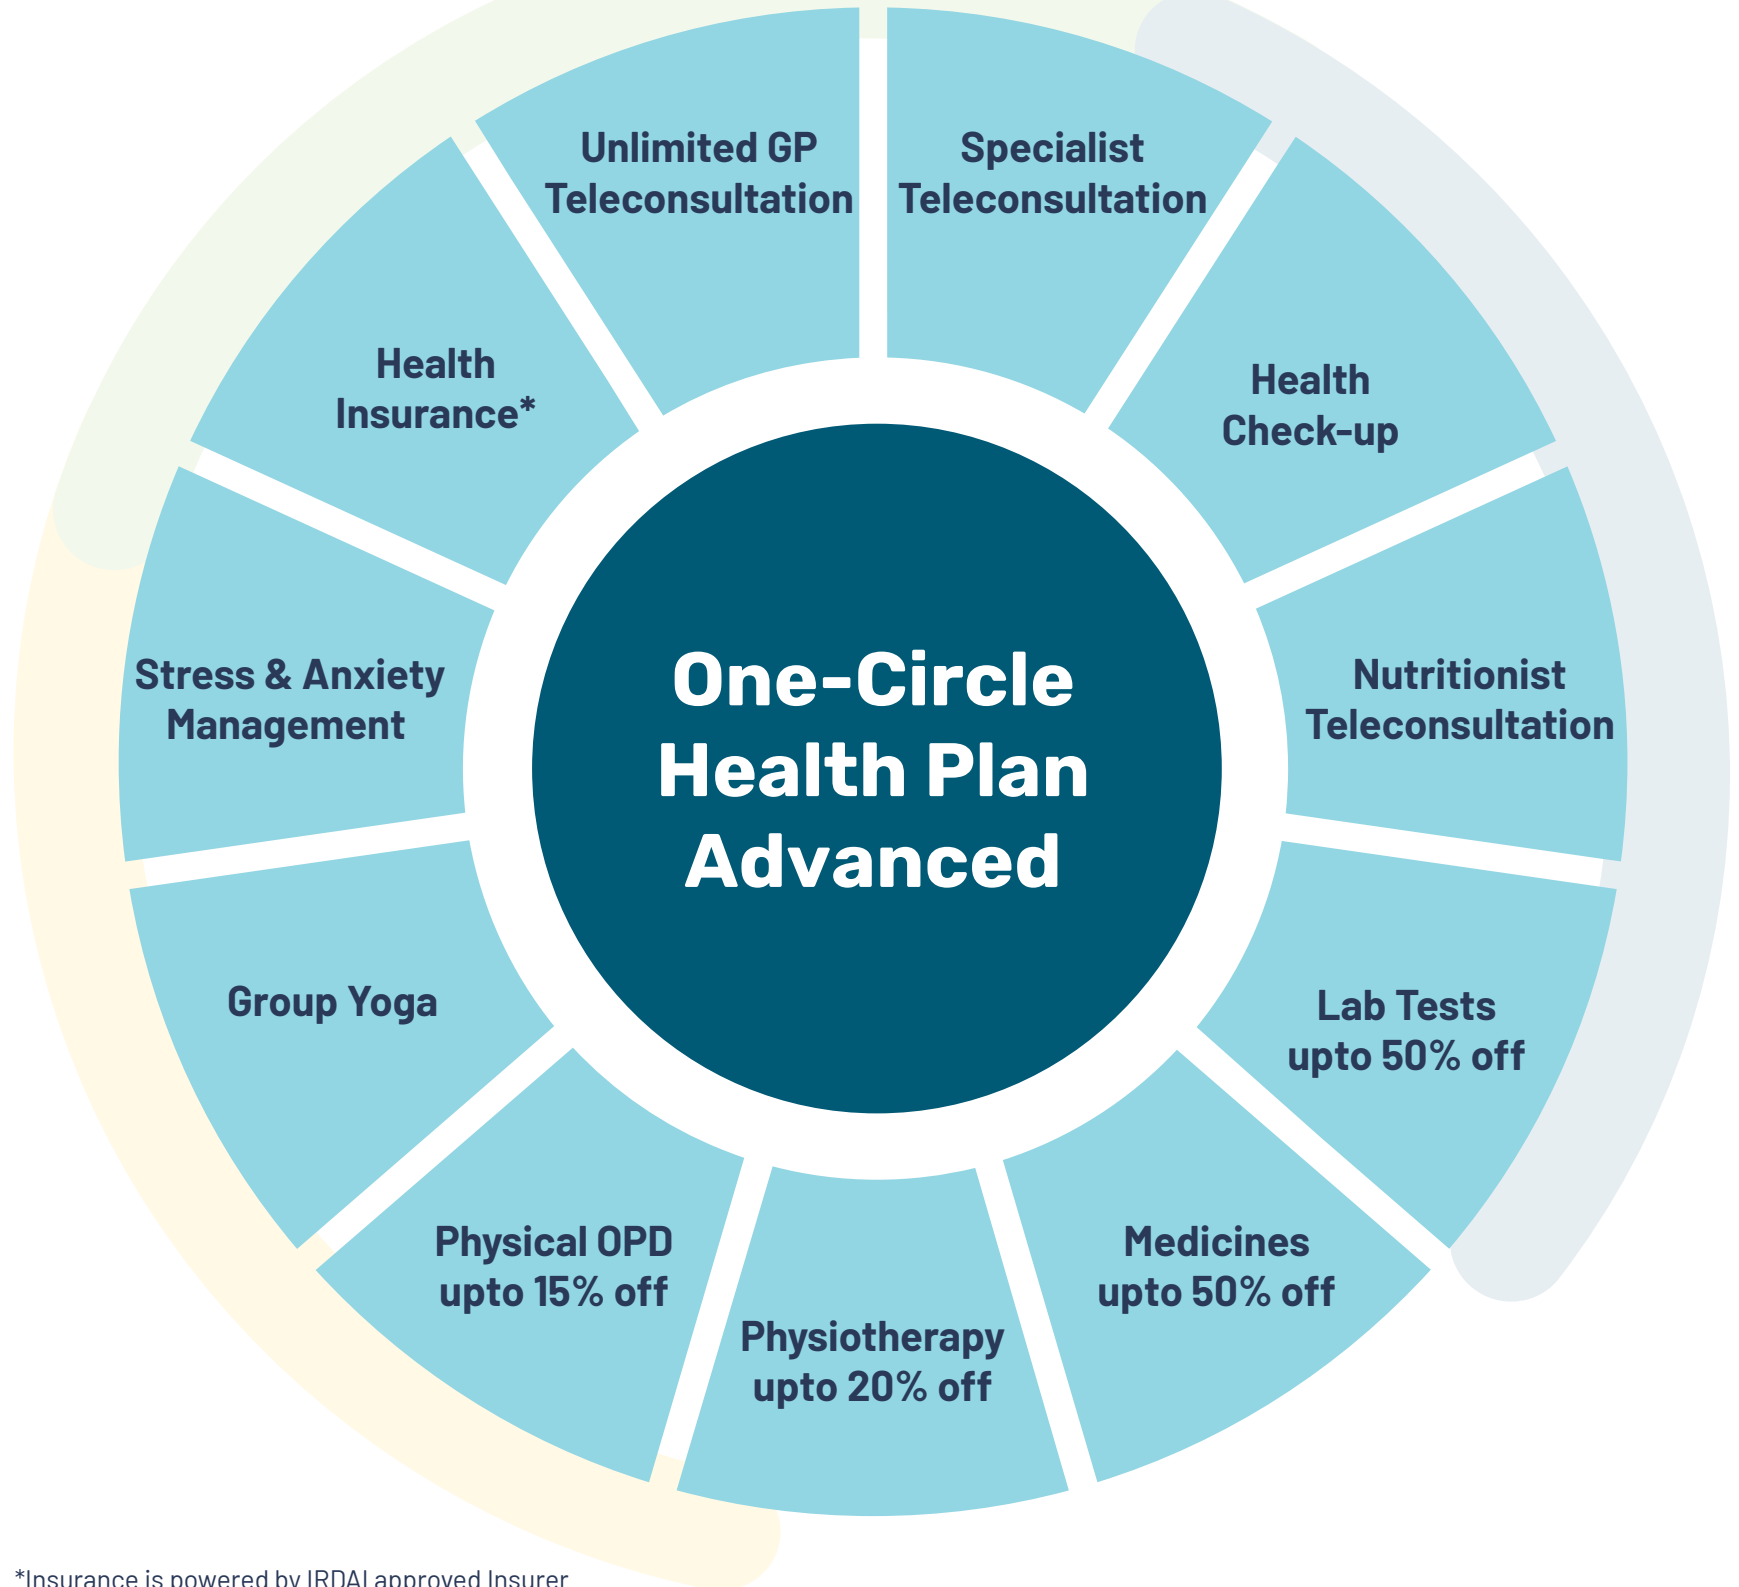 Unlimited GP
Teleconsultation
Specialist
Teleconsultation
Health
Check-up
Nutritionist
Teleconsultation
Lab Tests
upto 50% off
Medicines
upto 50% off
Physiotherapy
upto 20% off
Physical OPD
upto 15% off
Group Yoga
Stress & Anxiety
Management
Health
Insurance*
One-Circle
Health Plan
Advanced
*Insurance is powered by IRDAI approved Insurer